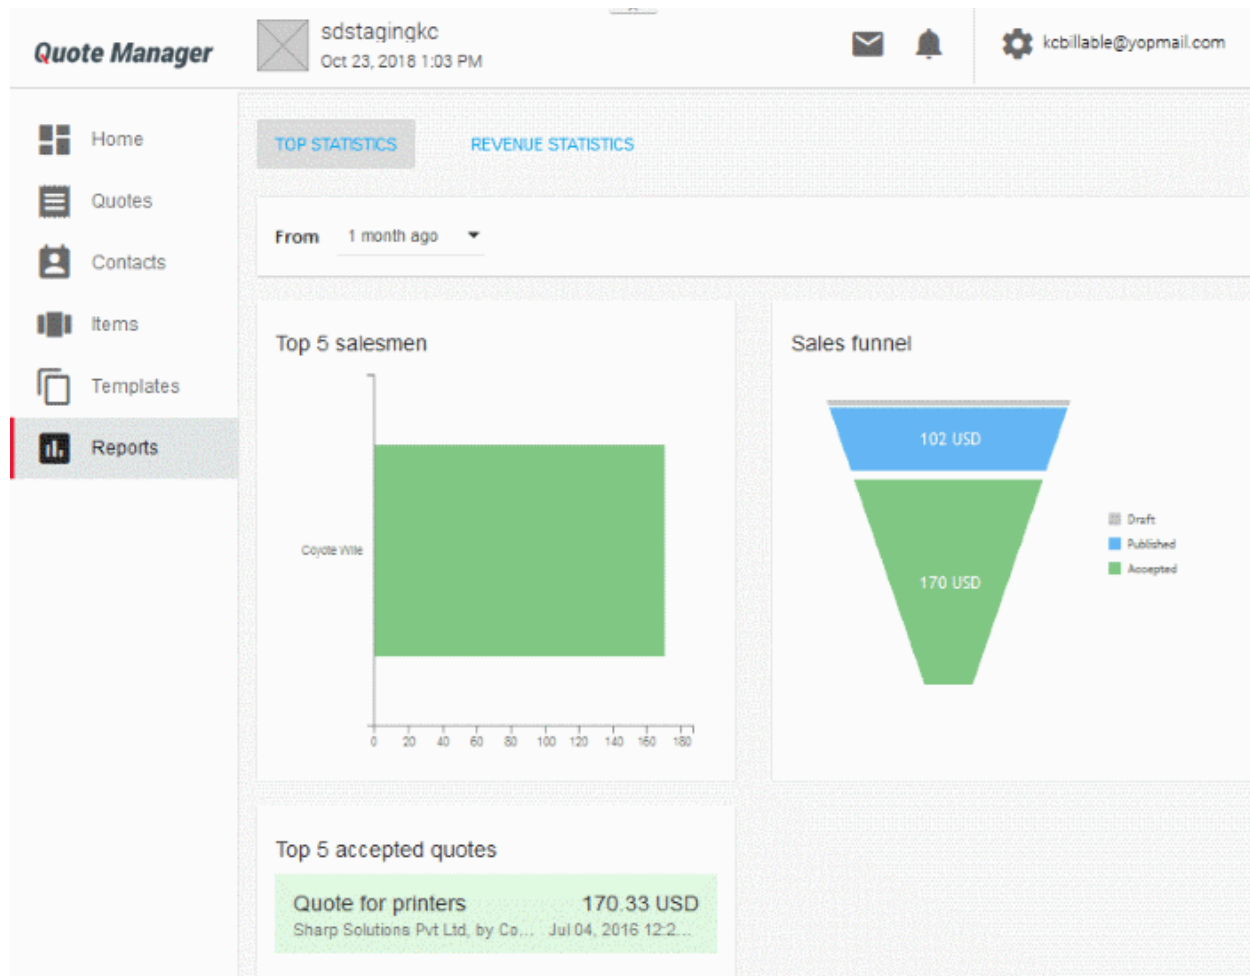 Quote Manager
sdstagingkc
Oct 23, 2018 1:03 PM
kcbillable@yopmail.com
Home
Quotes
Contacts
Items
Templates
Reports
TOP STATISTICS
REVENUE STATISTICS
From 1 month ago
Top 5 salesmen
Coyote Wile
0 20 40 60 80 100 120 140 160 180
Sales funnel
102 USD
170 USD
Draft
Published
Accepted
Top 5 accepted quotes
Quote for printers 170.33 USD
Sharp Solutions Pvt Ltd, by Co... Jul 04, 2016 12:2...